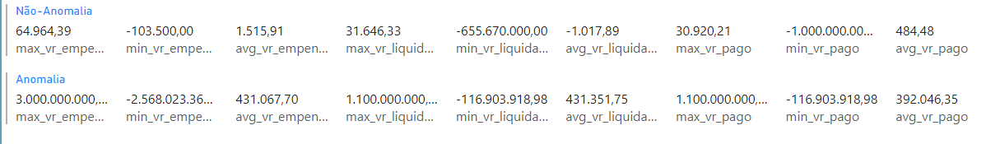 Não-Anomalia
64.964,39 -103.500,00 1.515,91 31.646,33 -655.670.000,00 -1.017,89 30.920,21 -1.000.000.00... 484,48
max_vr_empe... min_vr_empe... avg_vr_empen... max_vr_liquid... min_vr_liquida... avg_vr_liquida... max_vr_pago min_vr_pago avg_vr_pago
Anomalia
3.000.000.000,... -2.568.023.36... 431.067,70 1.100.000.000,... -116.903.918,98 431.351,75 1.100.000.000,... -116.903.918,98 392.046,35
max_vr_empe... min_vr_empe... avg_vr_empen... max_vr_liquid... min_vr_liquida... avg_vr_liquida... max_vr_pago min_vr_pago avg_vr_pago